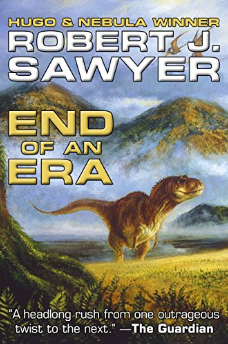 HUGO & NEBULA WINNER
ROBERT J.
SAWYER
END
OF AN
ERA
"A headlong rush from one outrageous
twist to the next." —The Guardian